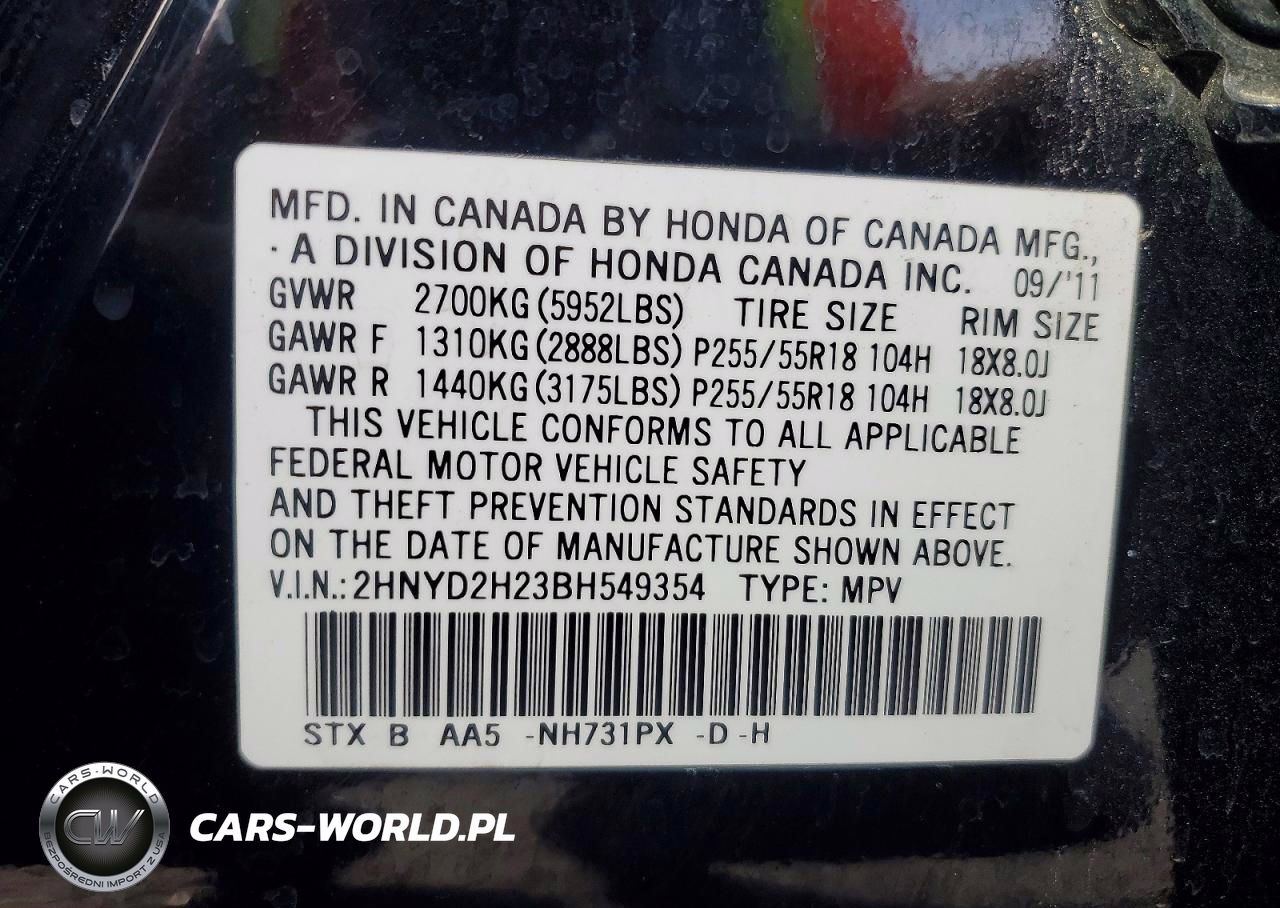 MFD. IN CANADA BY HONDA OF CANADA MFG.,
· A DIVISION OF HONDA CANADA INC. 09/'11
GVWR 2700KG (5952LBS) TIRE SIZE RIM SIZE
GAWR F 1310KG (2888LBS) P255/55R18 104H 18X8.0J
GAWR R 1440KG (3175LBS) P255/55R18 104H 18X8.0J
THIS VEHICLE CONFORMS TO ALL APPLICABLE
FEDERAL MOTOR VEHICLE SAFETY
AND THEFT PREVENTION STANDARDS IN EFFECT
ON THE DATE OF MANUFACTURE SHOWN ABOVE.
V.I.N.: 2HNYD2H23BH549354 TYPE: MPV
STX B AA5 -NH731PX -D -H
CARS-WORLD
CW
BEZPOŚREDNI IMPORT Z USA
CARS-WORLD.PL